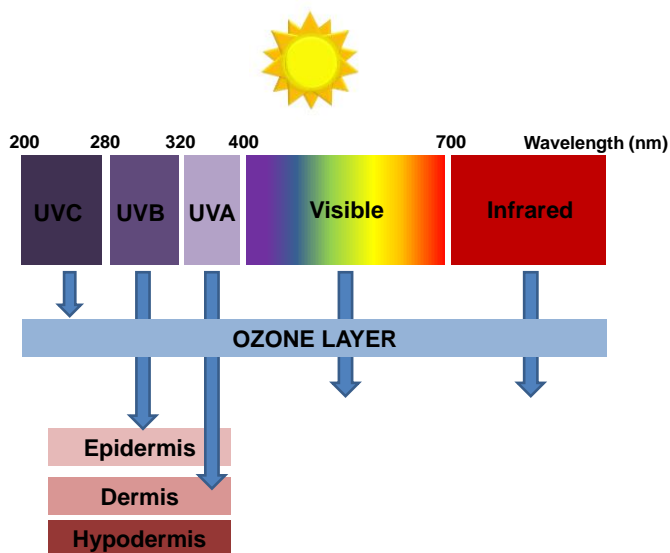 200 280 320 400 700 Wavelength (nm)
UVC UVB UVA Visible Infrared
OZONE LAYER
Epidermis
Dermis
Hypodermis